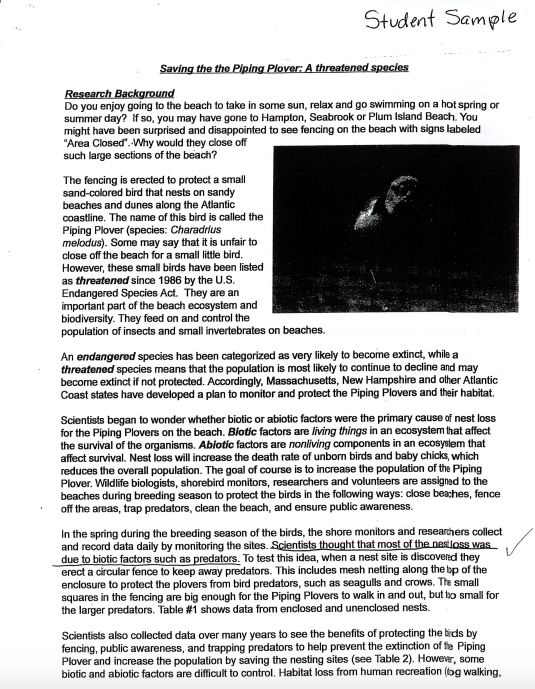 Student Sample
Saving the the Piping Plover: A threatened species
Research Background
Do you enjoy going to the beach to take in some sun, relax and go swimming on a hot spring or
summer day? If so, you may have gone to Hampton, Seabrook or Plum Island Beach. You
might have been surprised and disappointed to see fencing on the beach with signs labeled
“Area Closed”. Why would they close off
such large sections of the beach?
The fencing is erected to protect a small
sand-colored bird that nests on sandy
beaches and dunes along the Atlantic
coastline. The name of this bird is called the
Piping Plover (species: Charadrius
melodus). Some may say that it is unfair to
close off the beach for a small little bird.
However, these small birds have been listed
as threatened since 1986 by the U.S.
Endangered Species Act. They are an
important part of the beach ecosystem and
biodiversity. They feed on and control the
population of insects and small invertebrates on beaches.
An endangered species has been categorized as very likely to become extinct, while a
threatened species means that the population is most likely to continue to decline and may
become extinct if not protected. Accordingly, Massachusetts, New Hampshire and other Atlantic
Coast states have developed a plan to monitor and protect the Piping Plovers and their habitat.
Scientists began to wonder whether biotic or abiotic factors were the primary cause of nest loss
for the Piping Plovers on the beach. Biotic factors are living things in an ecosystem that affect
the survival of the organisms. Abiotic factors are nonliving components in an ecosystem that
affect survival. Nest loss will increase the death rate of unborn birds and baby chicks, which
reduces the overall population. The goal of course is to increase the population of the Piping
Plover. Wildlife biologists, shorebird monitors, researchers and volunteers are assigned to the
beaches during breeding season to protect the birds in the following ways: close beaches, fence
off the areas, trap predators, clean the beach, and ensure public awareness.
In the spring during the breeding season of the birds, the shore monitors and researchers collect
and record data daily by monitoring the sites. Scientists thought that most of the nest loss was
due to biotic factors such as predators. To test this idea, when a nest site is discovered they
erect a circular fence to keep away predators. This includes mesh netting along the top of the
enclosure to protect the plovers from bird predators, such as seagulls and crows. The small
squares in the fencing are big enough for the Piping Plovers to walk in and out, but too small for
the larger predators. Table #1 shows data from enclosed and unenclosed nests.
Scientists also collected data over many years to see the benefits of protecting the birds by
fencing, public awareness, and trapping predators to help prevent the extinction of the Piping
Plover and increase the population by saving the nesting sites (see Table 2). However, some
biotic and abiotic factors are difficult to control. Habitat loss from human recreation (dog walking,